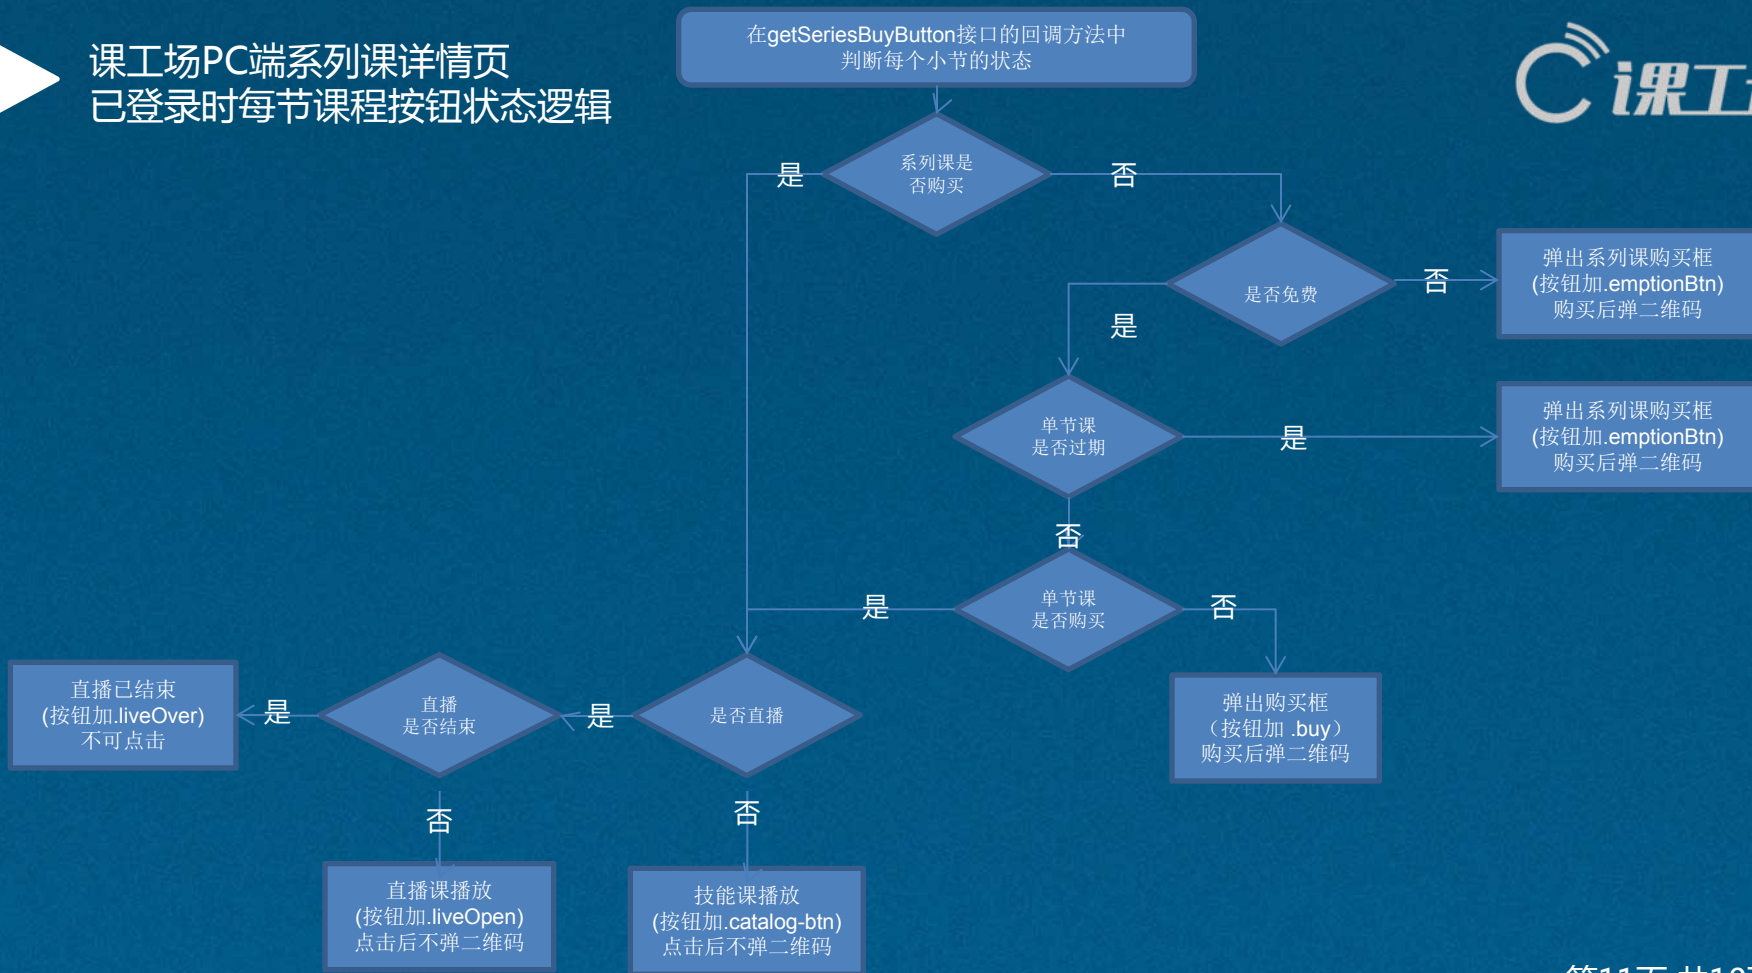 课工场PC端系列课详情页
已登录时每节课程按钮状态逻辑
在getSeriesBuyButton接口的回调方法中
判断每个小节的状态
课工
系列课是
否购买
是
否
是否免费
否
弹出系列课购买框
(按钮加.emptionBtn)
购买后弹二维码
是
单节课
是否过期
是
弹出系列课购买框
(按钮加.emptionBtn)
购买后弹二维码
否
单节课
是否购买
是
否
弹出购买框
（按钮加 .buy）
购买后弹二维码
是否直播
是
直播
是否结束
是
直播已结束
(按钮加.liveOver)
不可点击
否
直播课播放
(按钮加.liveOpen)
点击后不弹二维码
否
技能课播放
(按钮加.catalog-btn)
点击后不弹二维码